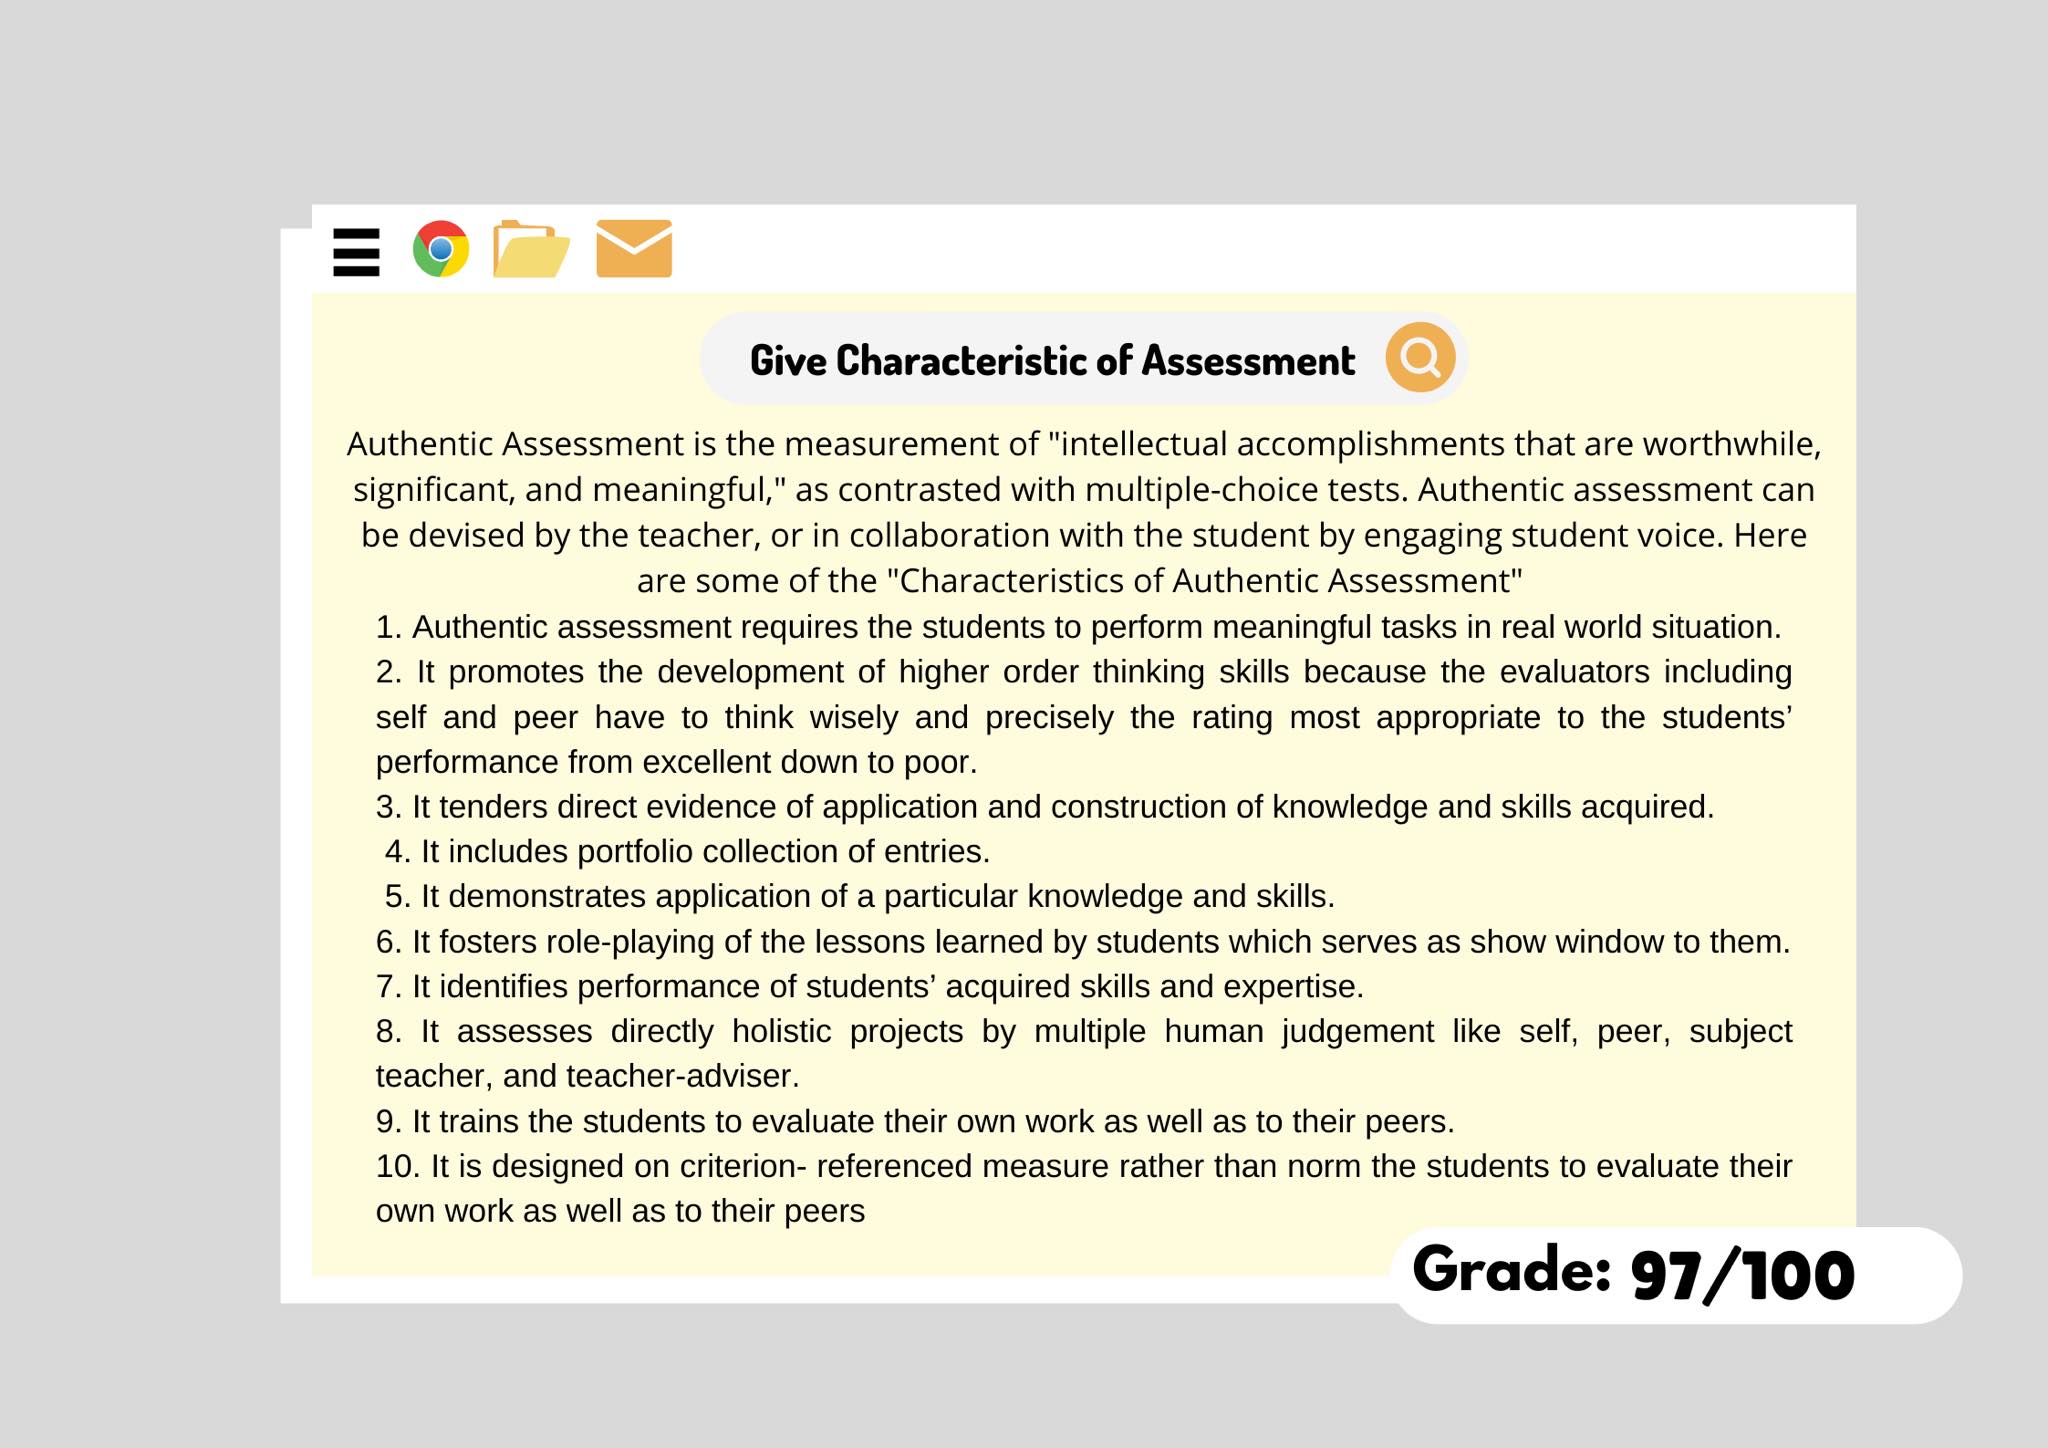 Give Characteristic of Assessment
Authentic Assessment is the measurement of "intellectual accomplishments that are worthwhile,
significant, and meaningful," as contrasted with multiple-choice tests. Authentic assessment can
be devised by the teacher, or in collaboration with the student by engaging student voice. Here
are some of the "Characteristics of Authentic Assessment"
1. Authentic assessment requires the students to perform meaningful tasks in real world situation.
2. It promotes the development of higher order thinking skills because the evaluators including
self and peer have to think wisely and precisely the rating most appropriate to the students’
performance from excellent down to poor.
3. It tenders direct evidence of application and construction of knowledge and skills acquired.
4. It includes portfolio collection of entries.
5. It demonstrates application of a particular knowledge and skills.
6. It fosters role-playing of the lessons learned by students which serves as show window to them.
7. It identifies performance of students’ acquired skills and expertise.
8. It assesses directly holistic projects by multiple human judgement like self, peer, subject
teacher, and teacher-adviser.
9. It trains the students to evaluate their own work as well as to their peers.
10. It is designed on criterion- referenced measure rather than norm the students to evaluate their
own work as well as to their peers
Grade: 97/100